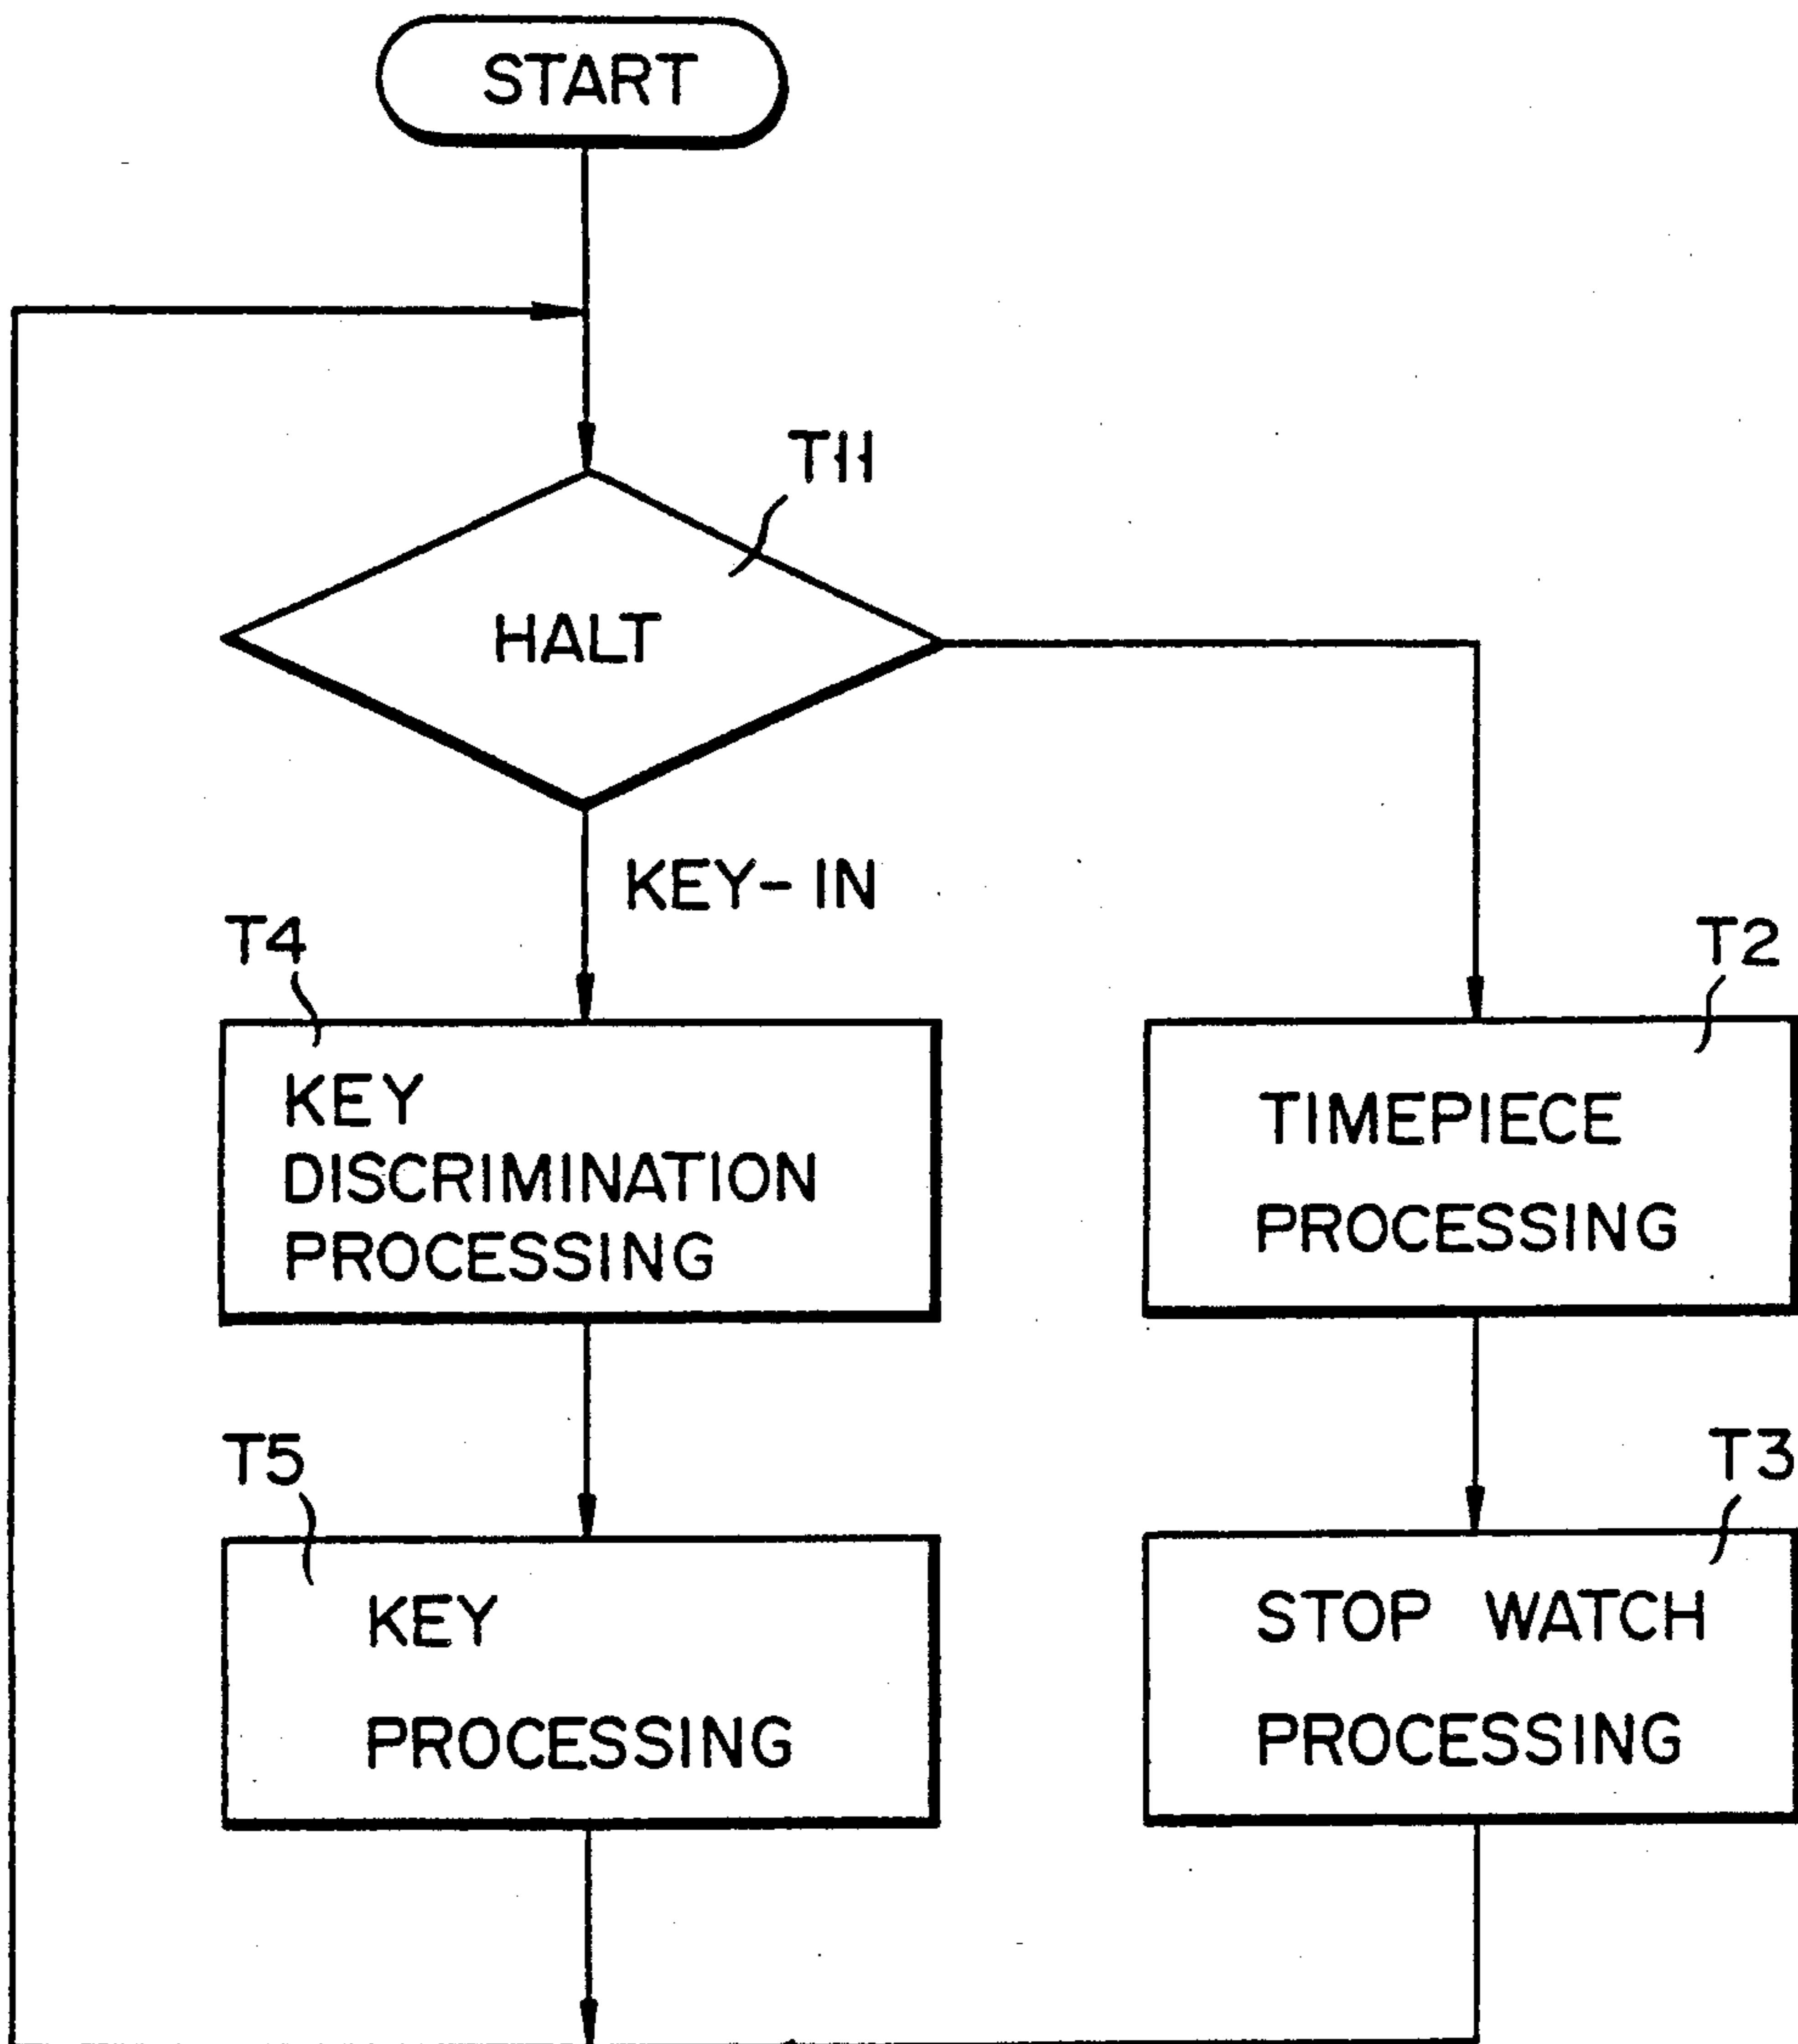 START
T11
HALT
KEY-IN
T4
T2
KEY
DISCRIMINATION
PROCESSING
TIMEPIECE
PROCESSING
T5
T3
KEY
PROCESSING
STOP WATCH
PROCESSING